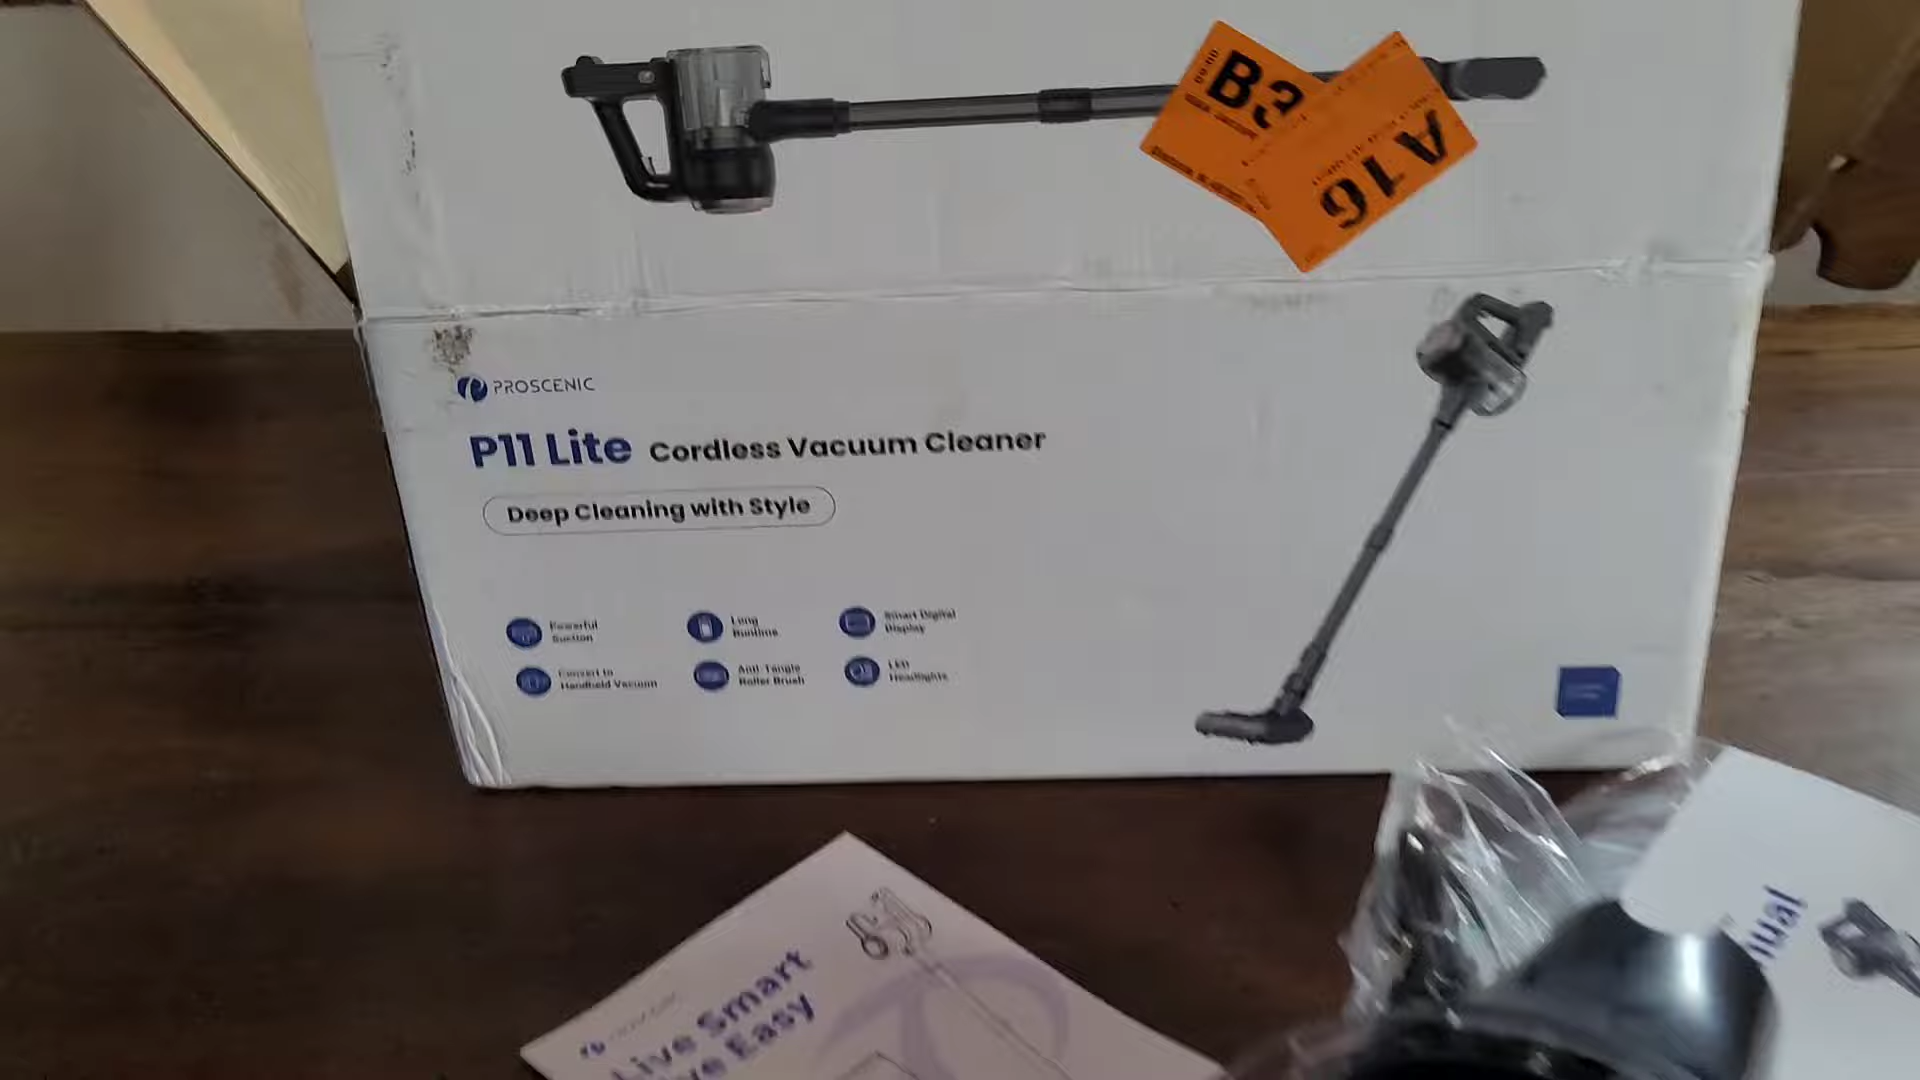 B3
A16
PROSCENIC
P11 Lite Cordless Vacuum Cleaner
Deep Cleaning with Style
Powerful
Suction
Long
Runtime
Smart Digital
Display
Convert to
Handheld Vacuum
Anti-Tangle
Roller Brush
LED
Headlights
Live Smart
Easy